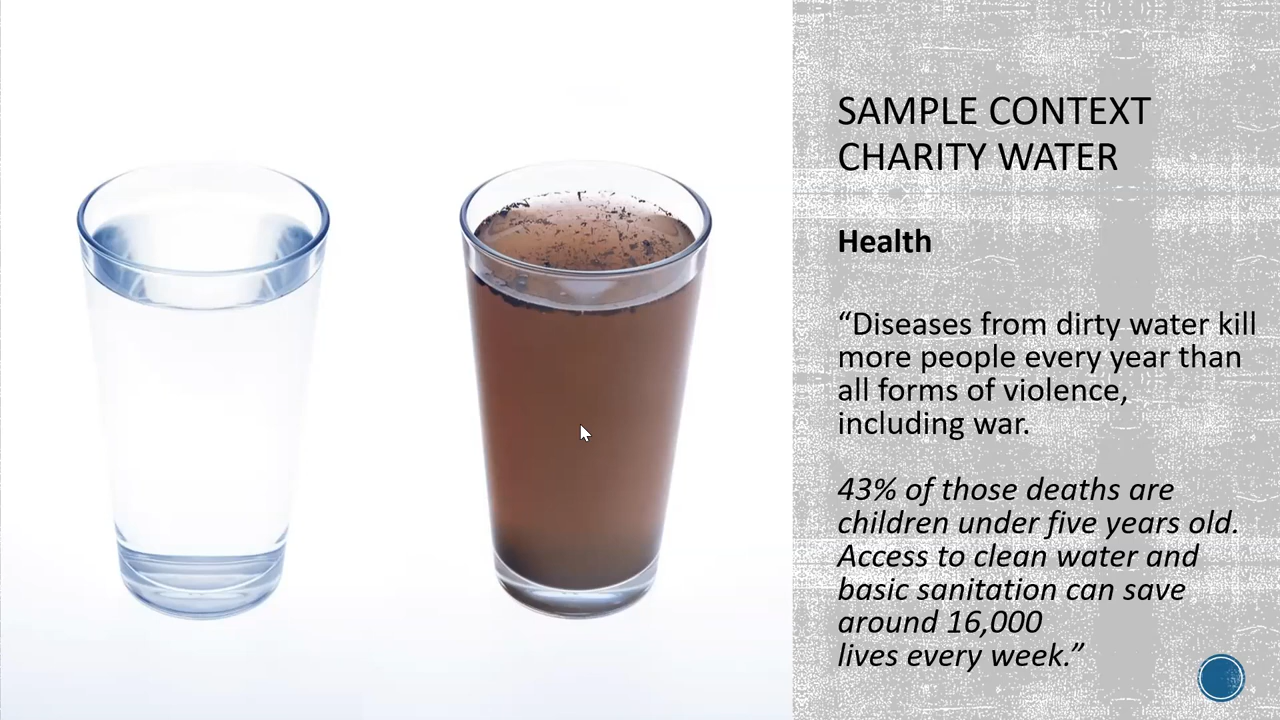 SAMPLE CONTEXT
CHARITY WATER
Health
“Diseases from dirty water kill
more people every year than
all forms of violence,
including war.
43% of those deaths are
children under five years old.
Access to clean water and
basic sanitation can save
around 16,000
lives every week.”